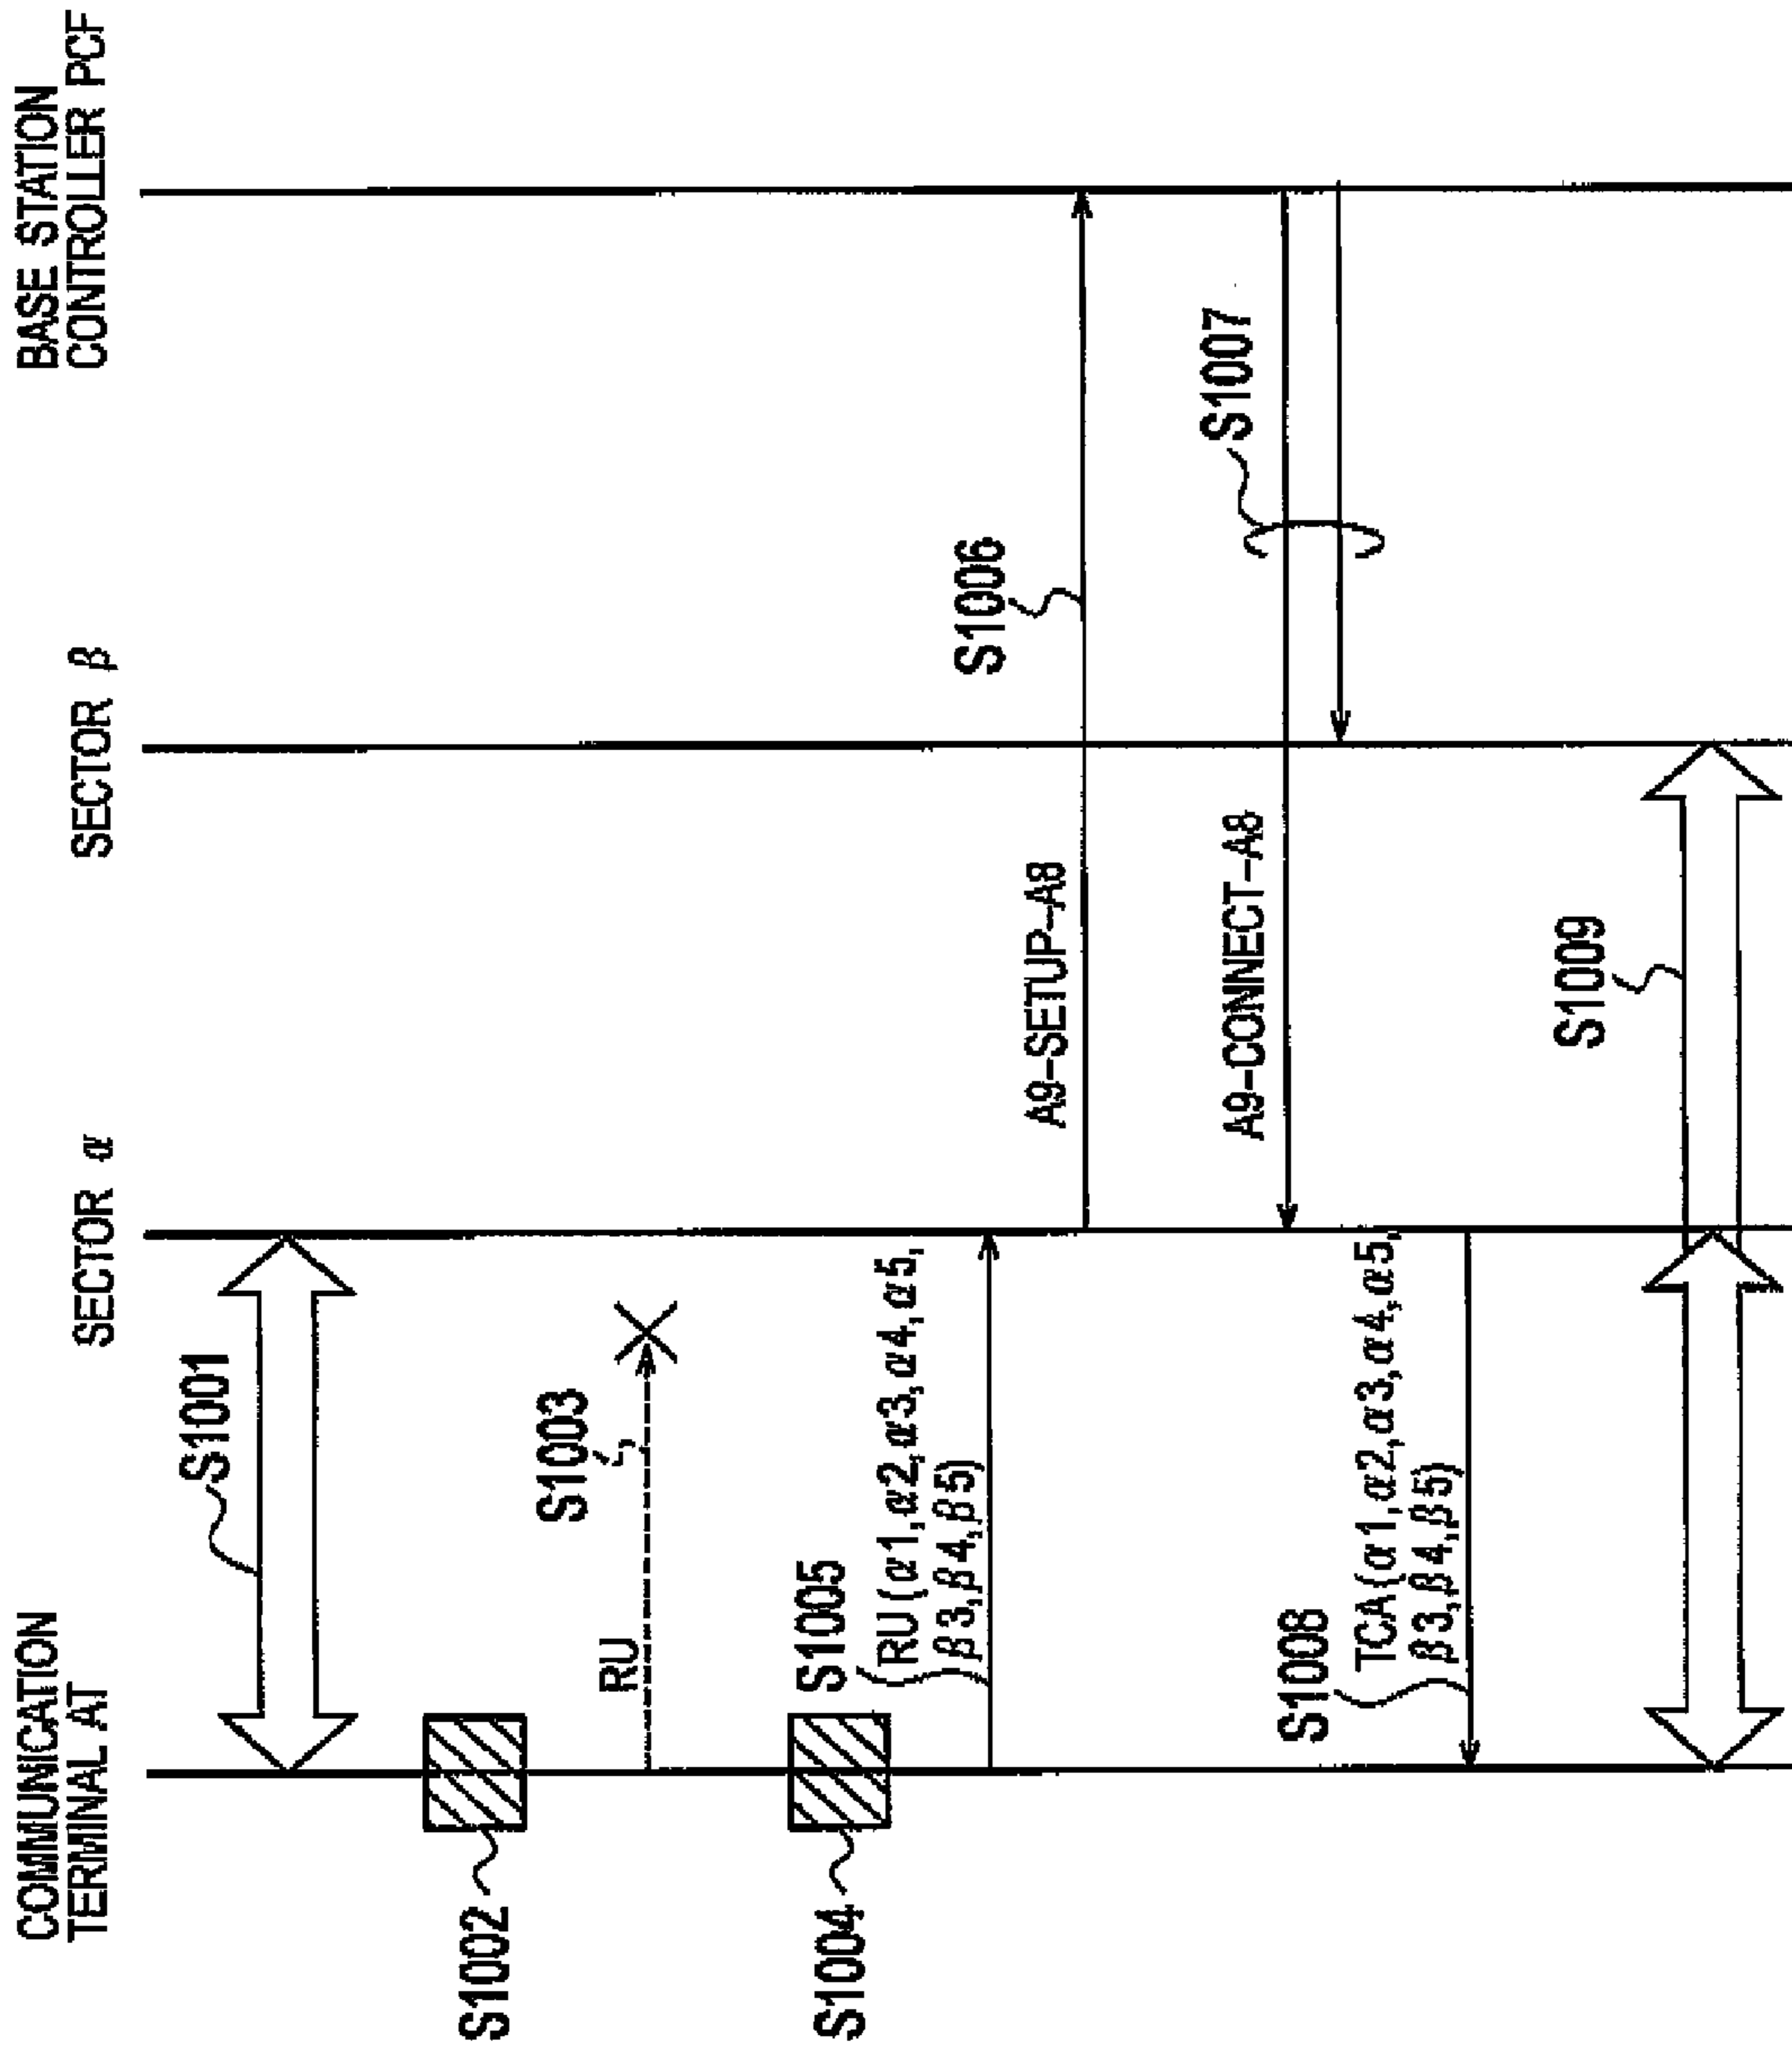 COMMUNICATION
TERMINAL AT
SECTOR α
SECTOR β
BASE STATION
CONTROLLER PCF
S1001
S1002
RU
S1003
S1004
S1005
RU(α1,α2,α3,α4,α5,
β3,β4,β5)
A9-SETUP-A8
S1006
A9-CONNECT-A8
S1007
S1008
TCA(α1,α2,α3,α4,α5,
β3,β4,β5)
S1009